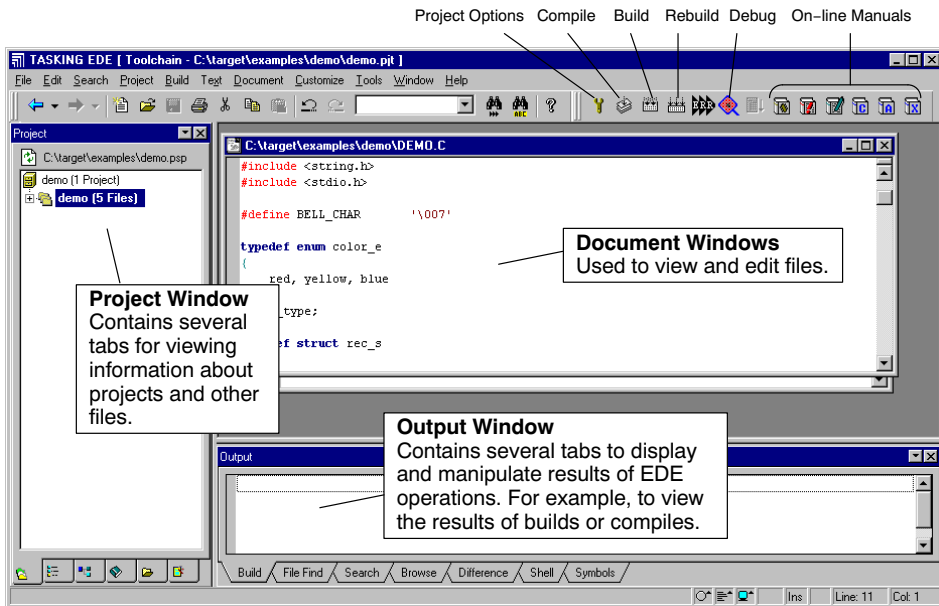 Project Options Compile Build Rebuild Debug On-line Manuals
TASKING EDE [ Toolchain - C:\target\examples\demo\demo.pjt ]
File Edit Search Project Build Text Document Customize Tools Window Help
Project
C:\target\examples\demo.psp
demo (1 Project)
demo (5 Files)
C:\target\examples\demo\DEMO.C
#include <string.h>
#include <stdio.h>
#define BELL_CHAR '\007'
typedef enum color_e
{
red, yellow, blue
_type;
ef struct rec_s
Document Windows
Used to view and edit files.
Project Window
Contains several
tabs for viewing
information about
projects and other
files.
Output Window
Contains several tabs to display
and manipulate results of EDE
operations. For example, to view
the results of builds or compiles.
Output
Build File Find Search Browse Difference Shell Symbols
Ins Line: 11 Col: 1